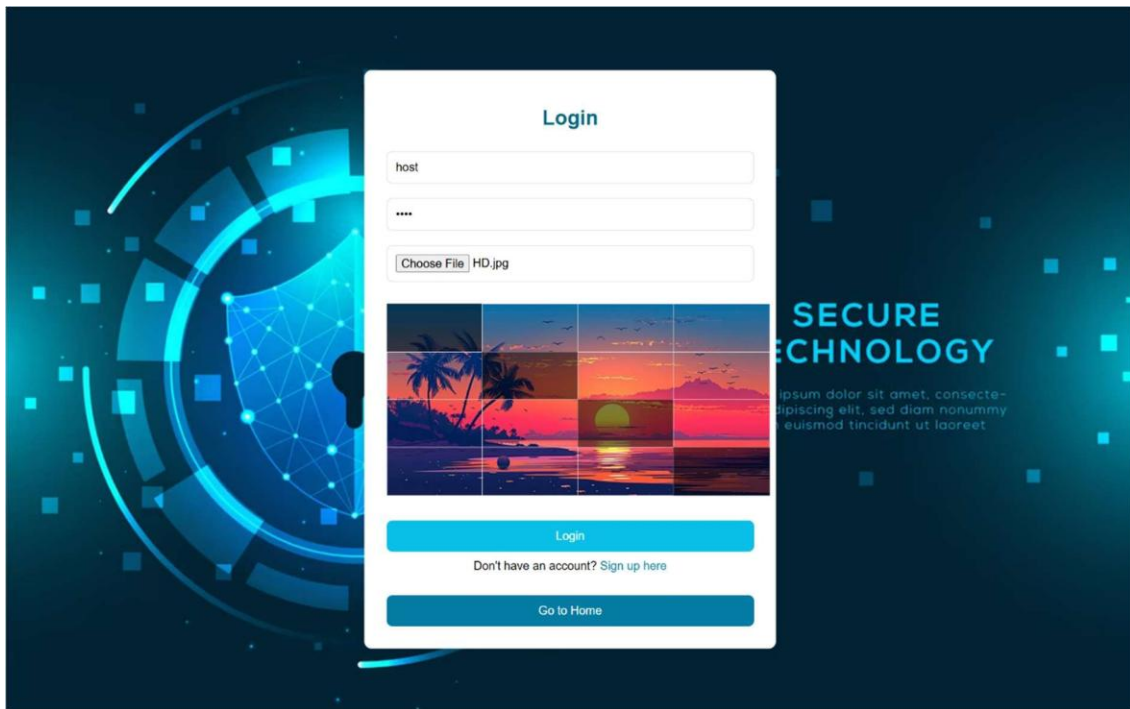 Login
host
••••
Choose File HD.jpg
Login
Don't have an account? Sign up here
Go to Home
SECURE
ECHNOLOGY
ipsum dolor sit amet, consecte-
dipiscing elit, sed diam nonummy
euismod tincidunt ut laoreet